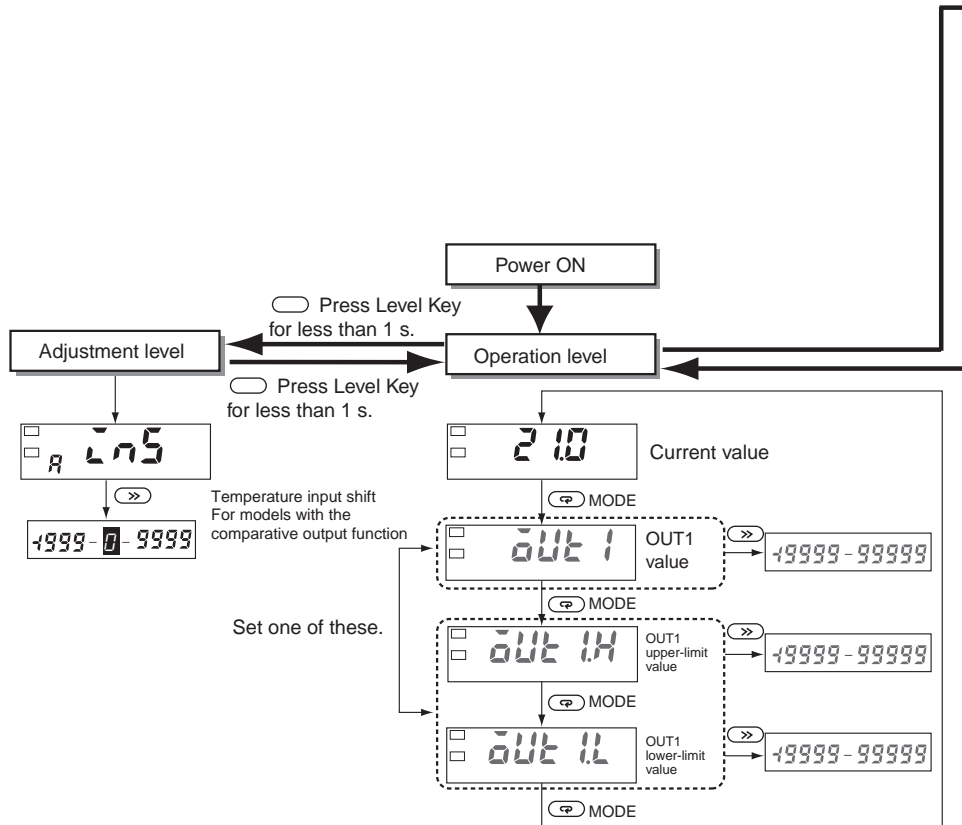 Power ON
Press Level Key
for less than 1 s.
Adjustment level
Operation level
Press Level Key
for less than 1 s.
A inS
21.0
Current value
MODE
Temperature input shift
For models with the
comparative output function
-1999-0-9999
oUt 1
OUT1
value
-19999-99999
MODE
Set one of these.
oUt 1.H
OUT1
upper-limit
value
-19999-99999
MODE
oUt 1.L
OUT1
lower-limit
value
-19999-99999
MODE